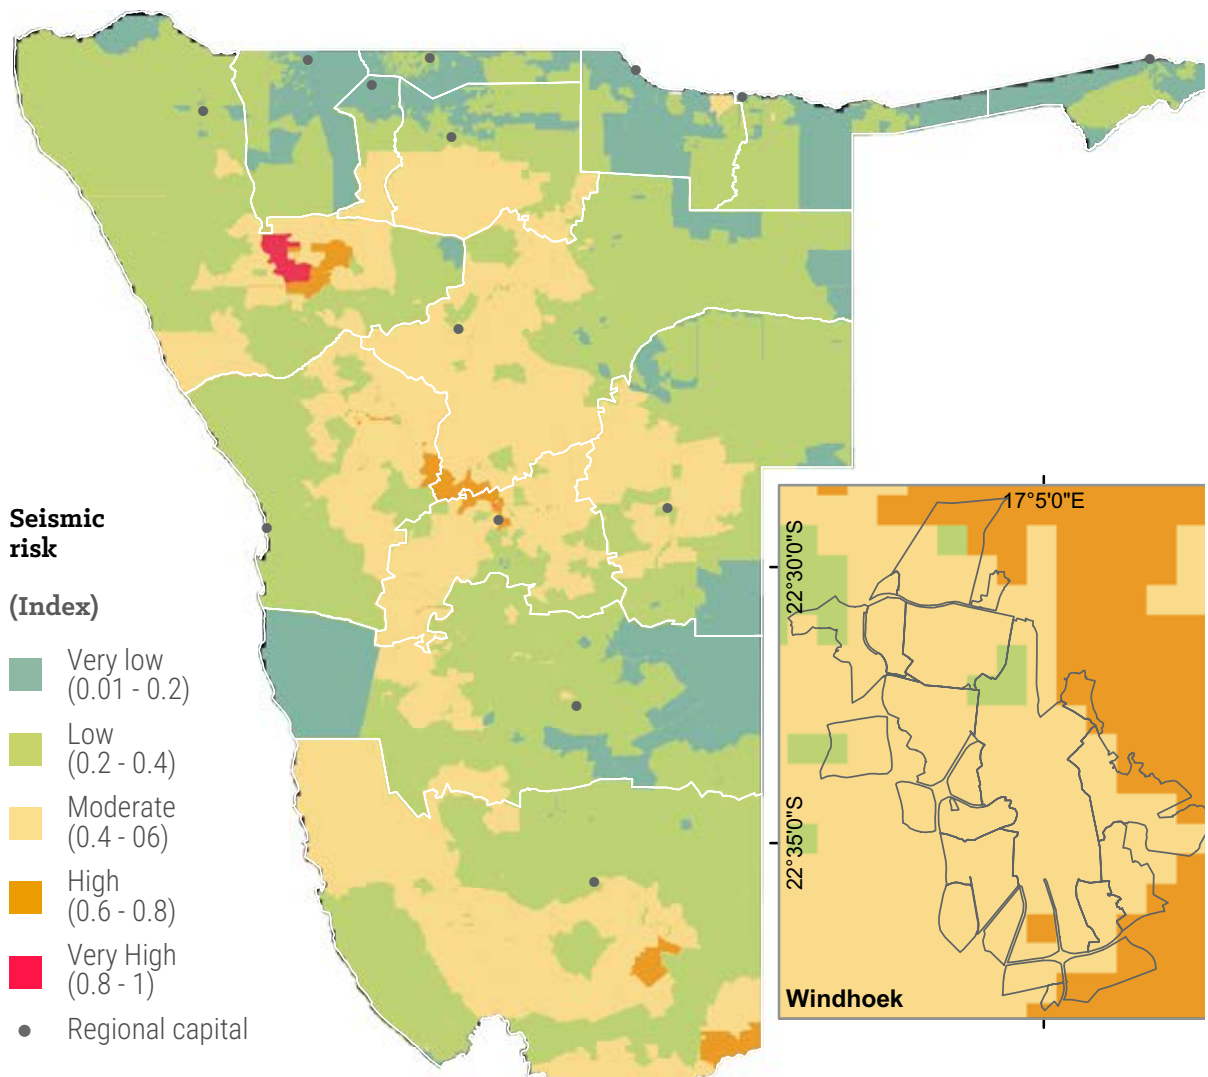 Seismic
risk
(Index)
Very low
(0.01 - 0.2)
Low
(0.2 - 0.4)
Moderate
(0.4 - 06)
High
(0.6 - 0.8)
Very High
(0.8 - 1)
Regional capital
17°5'0"E
22°30'0"S
22°35'0"S
Windhoek